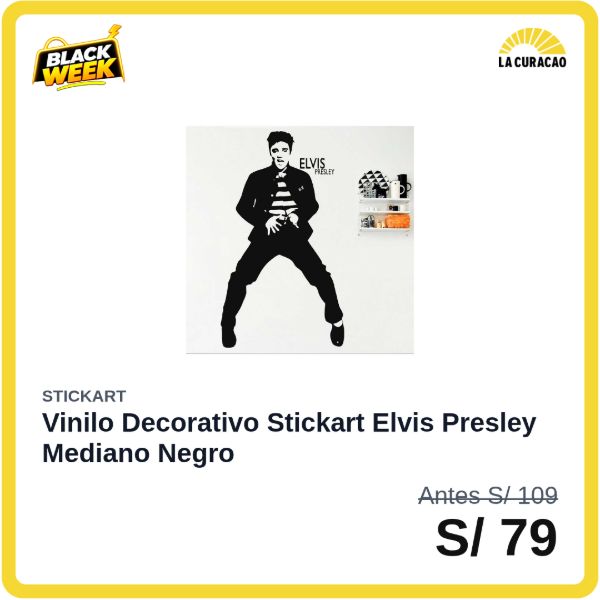 BLACK
WEEK
LA CURACAO
ELVIS
PRESLEY
STICKART
Vinilo Decorativo Stickart Elvis Presley
Mediano Negro
Antes S/ 109
S/ 79